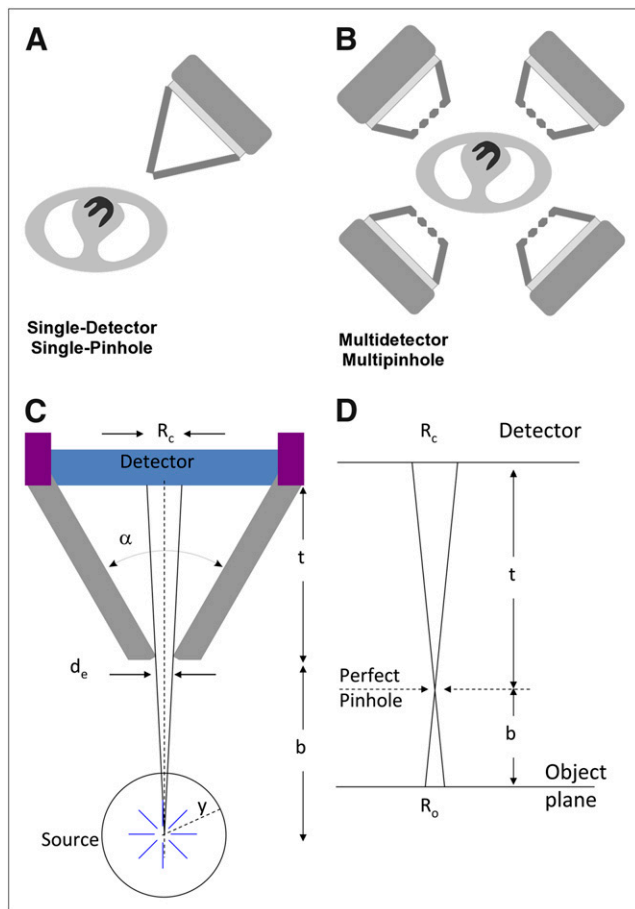 A
B
Single-Detector
Single-Pinhole
Multidetector
Multipinhole
C
D
R_c
Detector
α
t
d_e
b
y
Source
R_c
Detector
t
Perfect
Pinhole
b
Object
plane
R_o